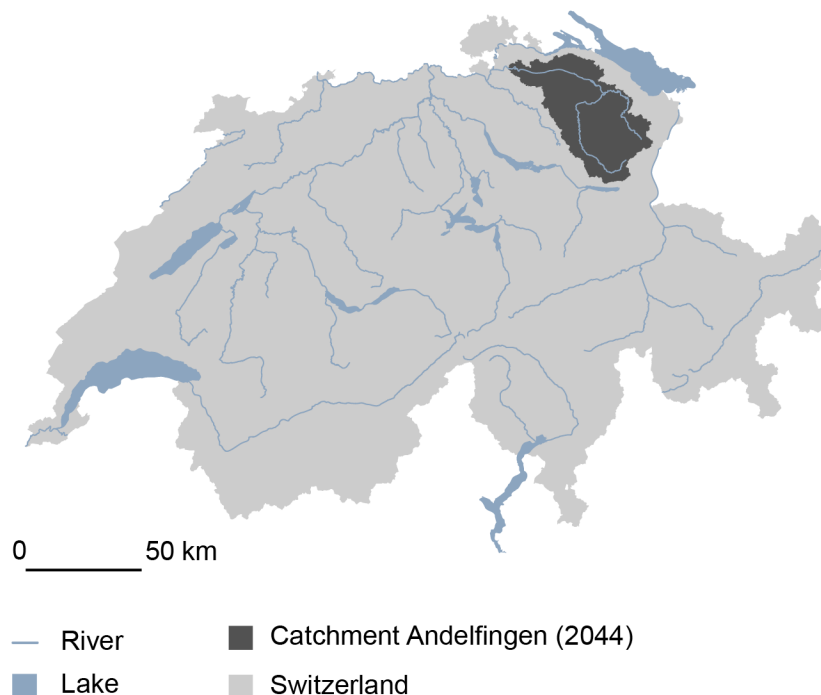 0 50 km
River
Catchment Andelfingen (2044)
Lake
Switzerland